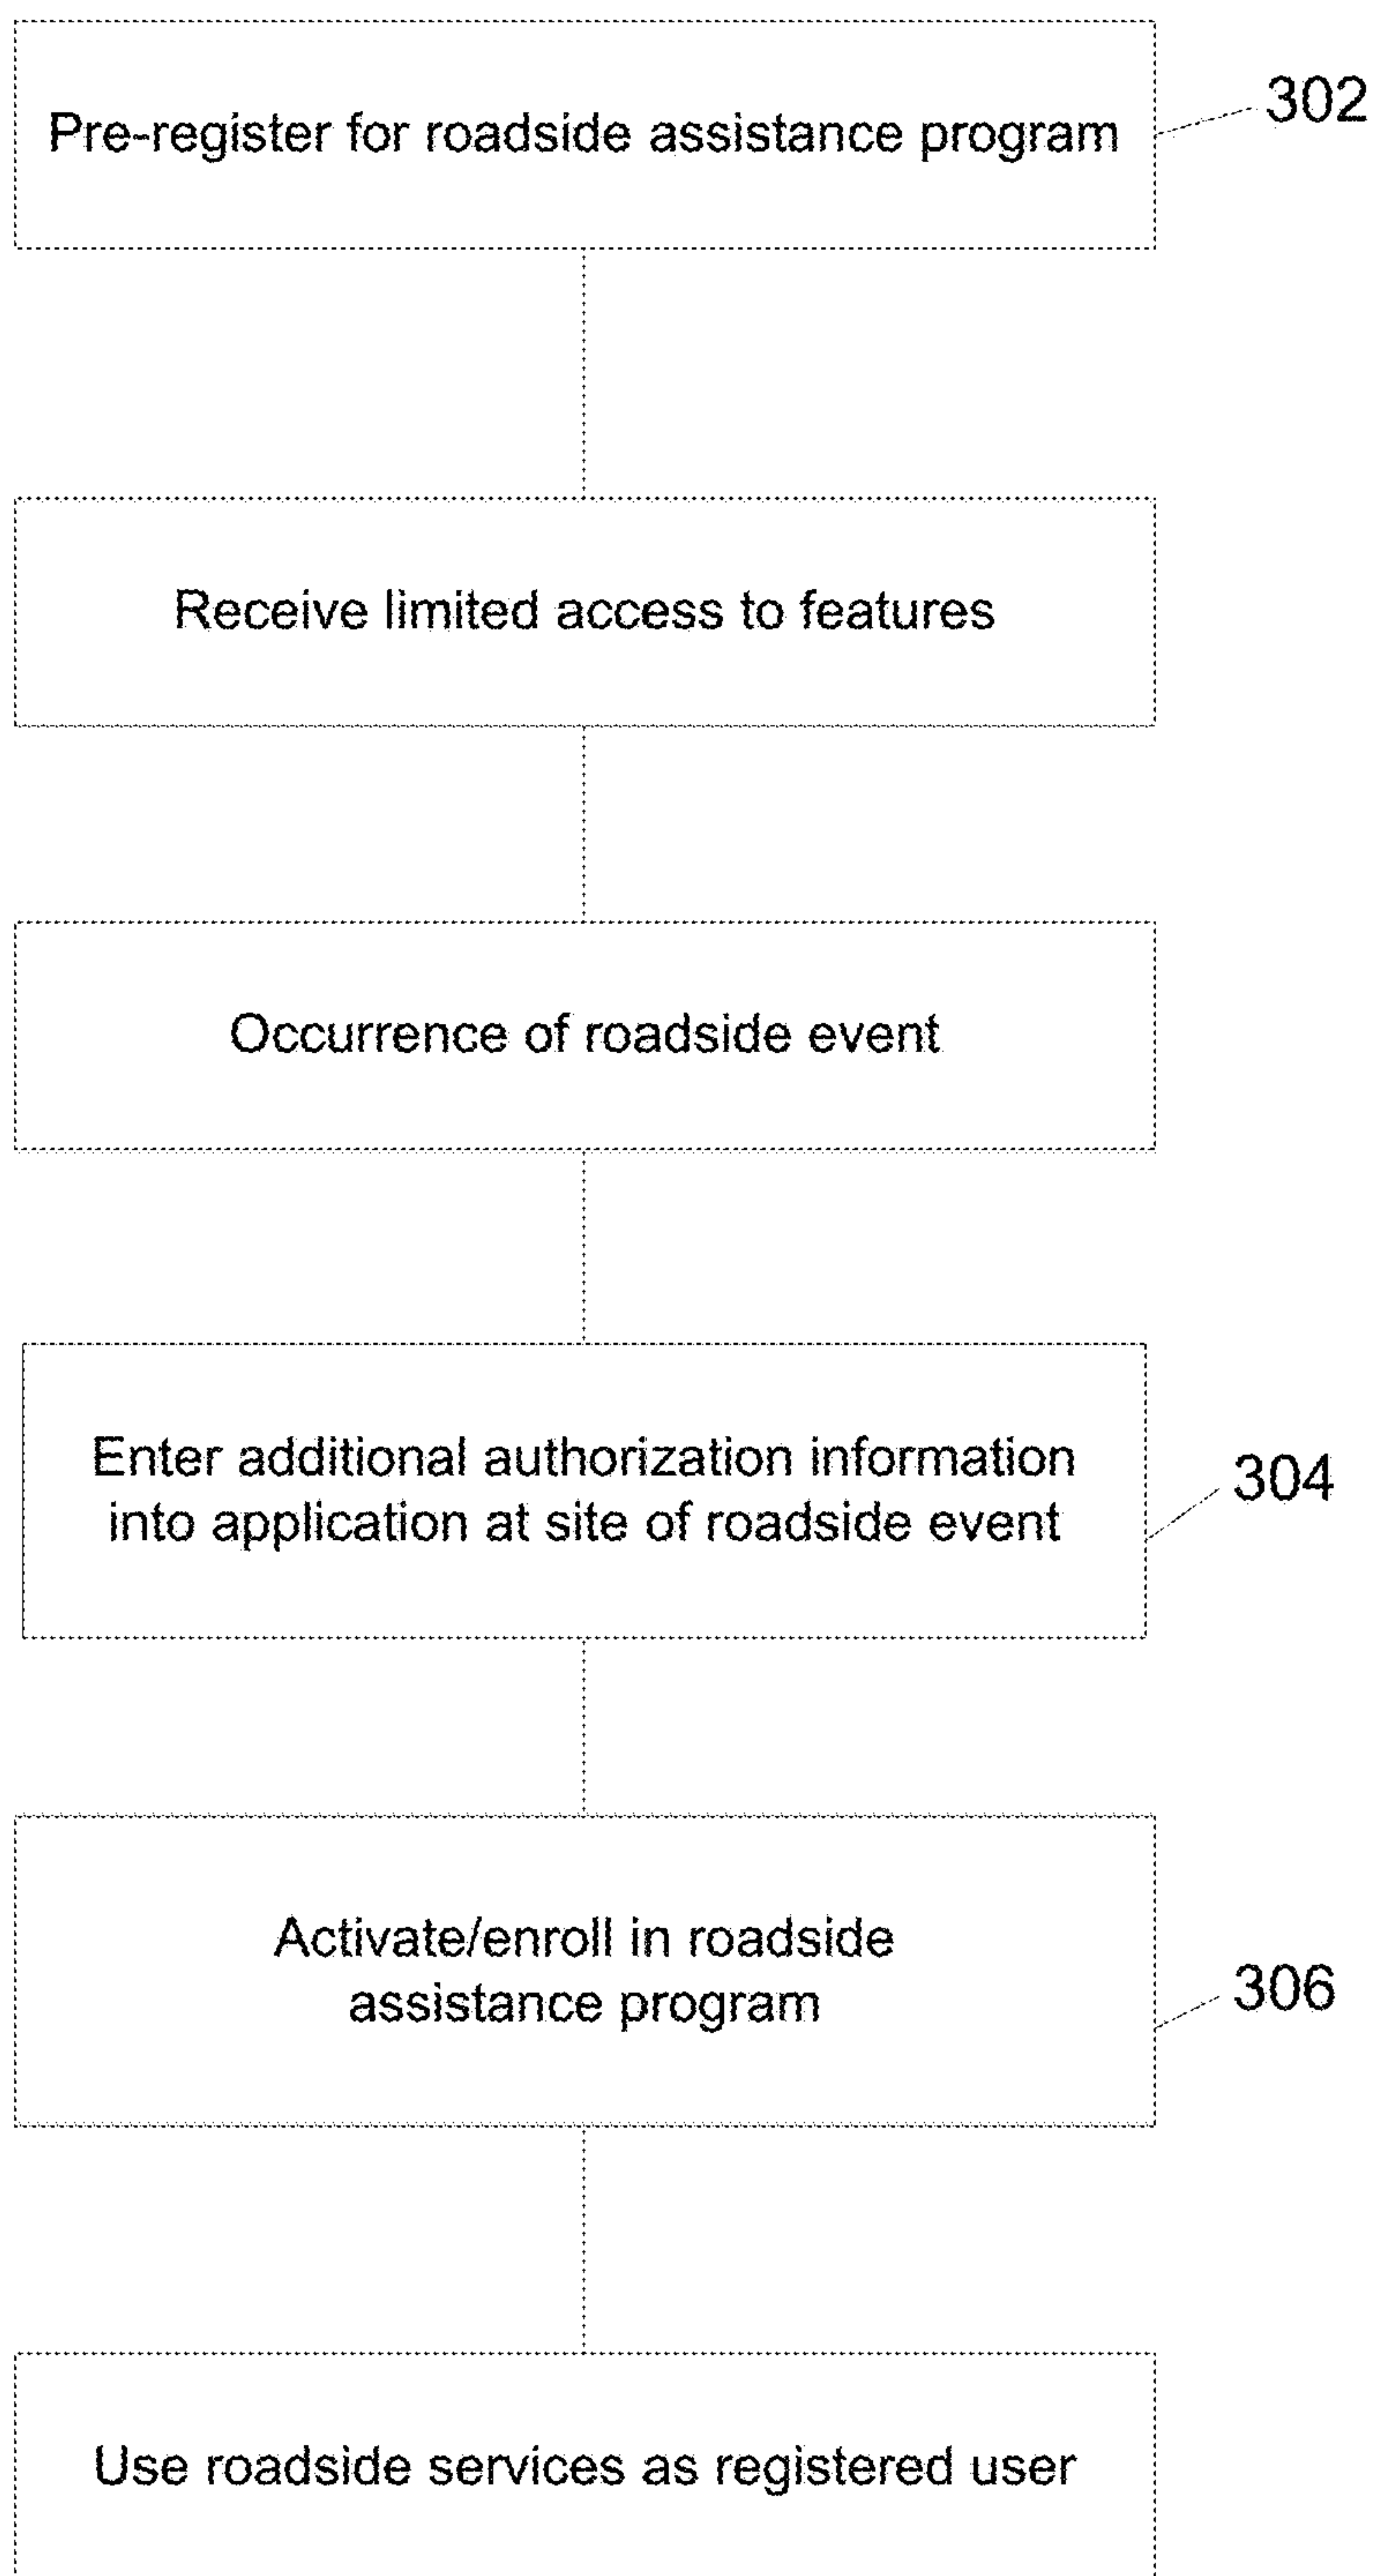 Pre-register for roadside assistance program
302
Receive limited access to features
Occurrence of roadside event
Enter additional authorization information
into application at site of roadside event
304
Activate/enroll in roadside
assistance program
306
Use roadside services as registered user